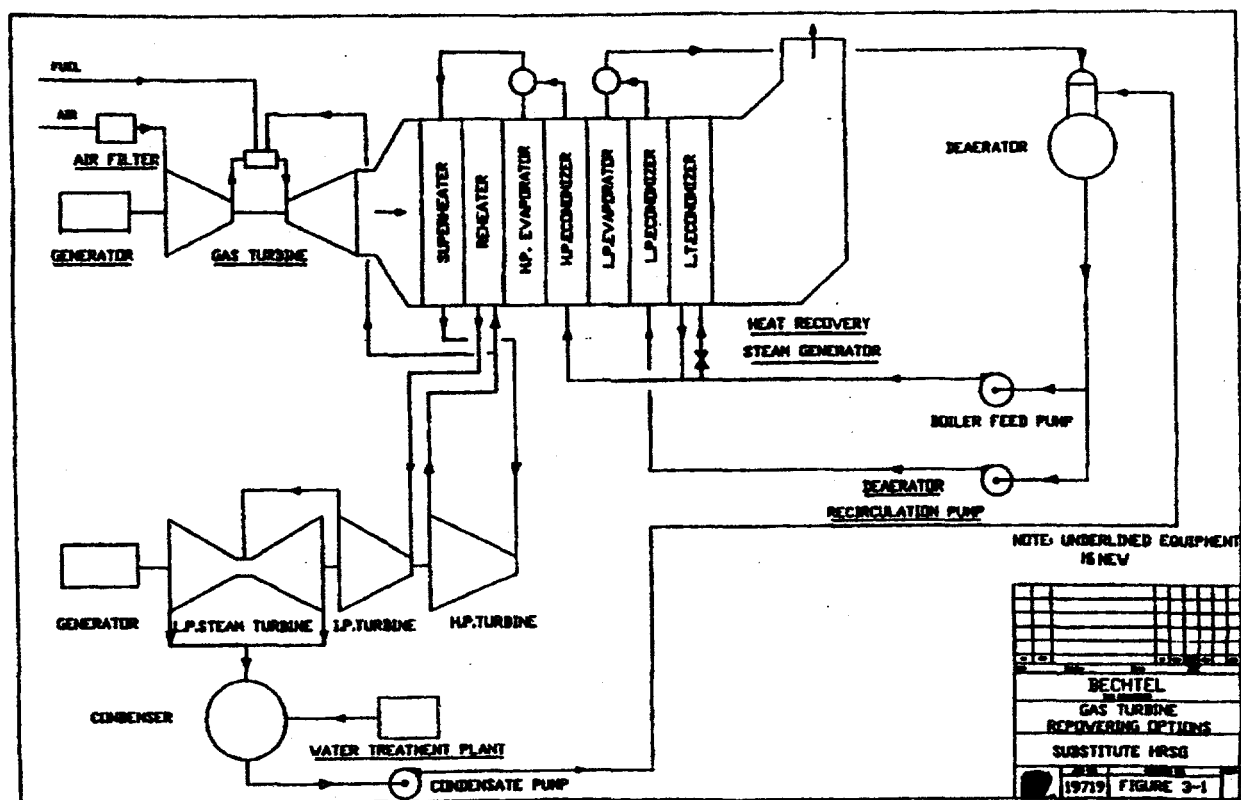 FUEL
AIR
AIR FILTER
GENERATOR
GAS TURBINE
SUPERHEATER
REHEATER
H.P. EVAPORATOR
H.P.ECONOMIZER
L.P.EVAPORATOR
L.P.ECONOMIZER
L.T.ECONOMIZER
DEAERATOR
HEAT RECOVERY
STEAM GENERATOR
BOILER FEED PUMP
DEAERATOR
RECIRCULATION PUMP
NOTE: UNDERLINED EQUIPMENT
IS NEW
GENERATOR
L.P.STEAM TURBINE
I.P.TURBINE
H.P.TURBINE
CONDENSER
WATER TREATMENT PLANT
CONDENSATE PUMP
BECHTEL
GAS TURBINE
REPOWERING OPTIONS
SUBSTITUTE HRSG
19719
FIGURE 3-1